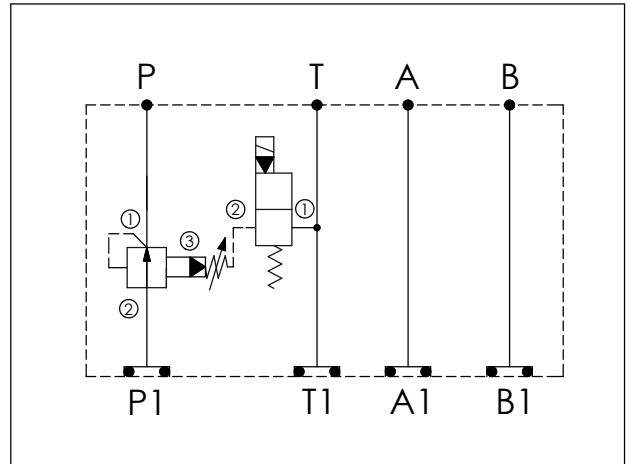 P T A B
② ①
① ③
②
P1 T1 A1 B1